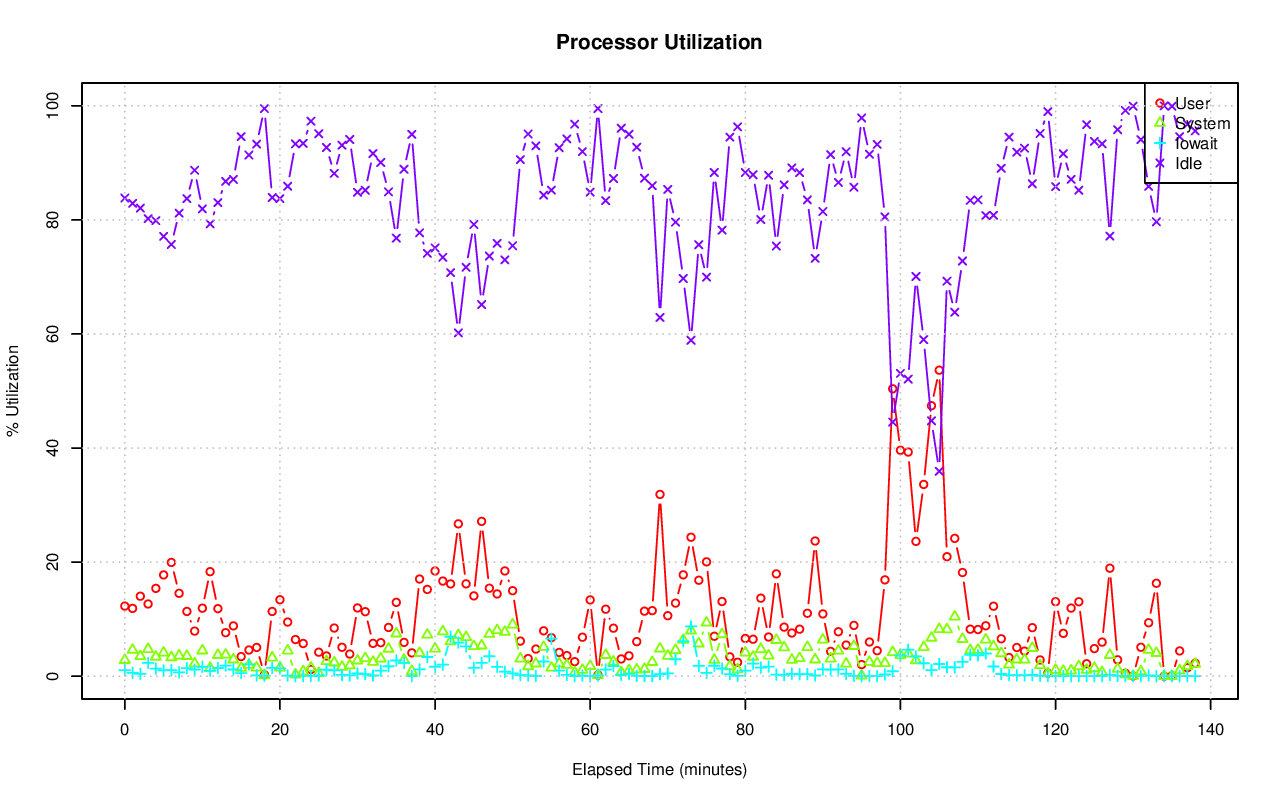 Processor Utilization
% Utilization
100
80
60
40
20
0
User
System
Iowait
Idle
0 20 40 60 80 100 120 140
Elapsed Time (minutes)